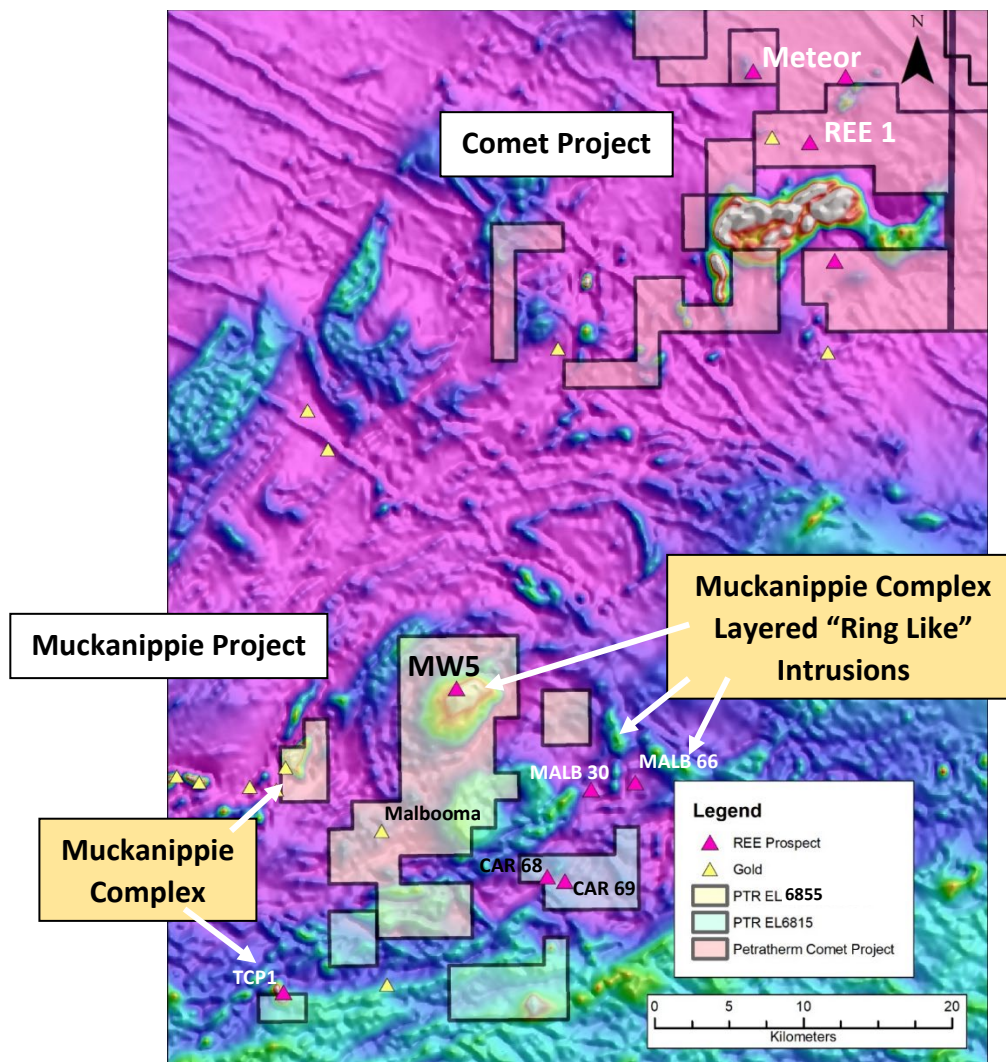 N
Meteor
Comet Project
REE 1
Muckanippie Complex
Layered “Ring Like”
Intrusions
Muckanippie Project
MW5
MALB 30
MALB 66
Malbooma
Muckanippie
Complex
CAR 68
CAR 69
TCP1
Legend
REE Prospect
Gold
PTR EL 6855
PTR EL6815
Petratherm Comet Project
0 5 10 20
Kilometers